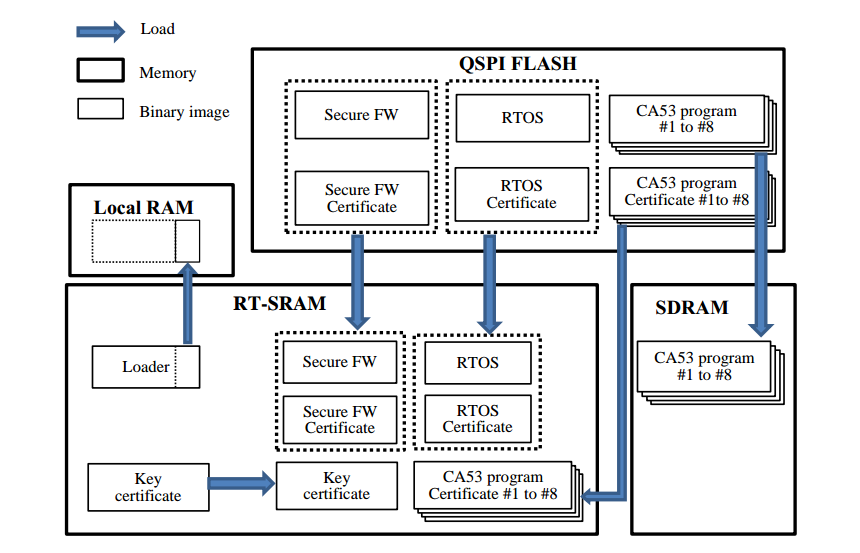 Load
Memory
Binary image
QSPI FLASH
Secure FW
RTOS
CA53 program
#1 to #8
Secure FW
Certificate
RTOS
Certificate
CA53 program
Certificate #1to #8
Local RAM
RT-SRAM
SDRAM
Loader
Secure FW
RTOS
CA53 program
#1 to #8
Secure FW
Certificate
RTOS
Certificate
Key
certificate
Key
certificate
CA53 program
Certificate #1 to #8